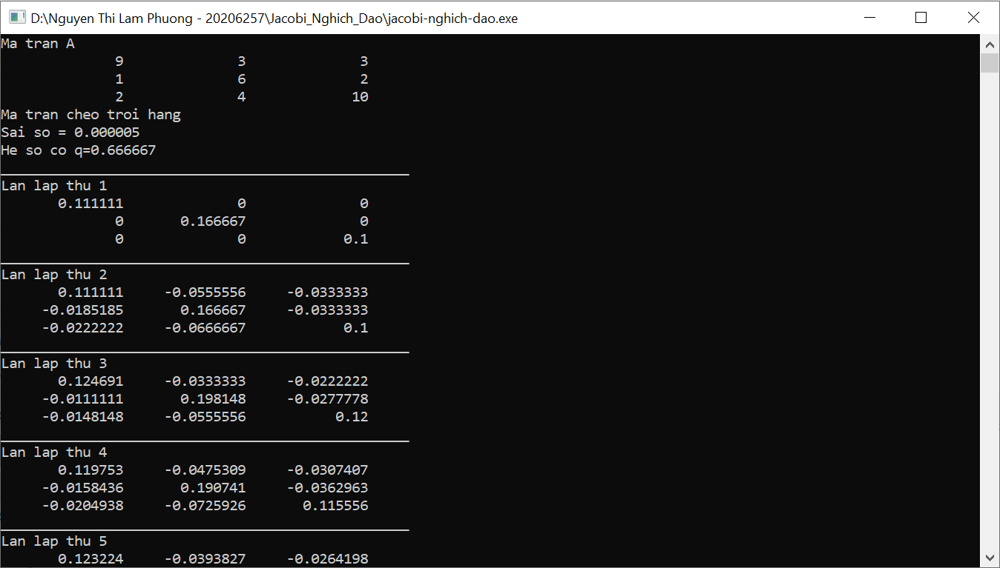 D:\Nguyen Thi Lam Phuong - 20206257\Jacobi_Nghich_Dao\jacobi-nghich-dao.exe
Ma tran A
9 3 3
1 6 2
2 4 10
Ma tran cheo troi hang
Sai so = 0.000005
He so co q=0.666667
Lan lap thu 1
0.111111 0 0
0 0.166667 0
0 0 0.1
Lan lap thu 2
0.111111 -0.0555556 -0.0333333
-0.0185185 0.166667 -0.0333333
-0.0222222 -0.0666667 0.1
Lan lap thu 3
0.124691 -0.0333333 -0.0222222
-0.0111111 0.198148 -0.0277778
-0.0148148 -0.0555556 0.12
Lan lap thu 4
0.119753 -0.0475309 -0.0307407
-0.0158436 0.190741 -0.0362963
-0.0204938 -0.0725926 0.115556
Lan lap thu 5
0.123224 -0.0393827 -0.0264198